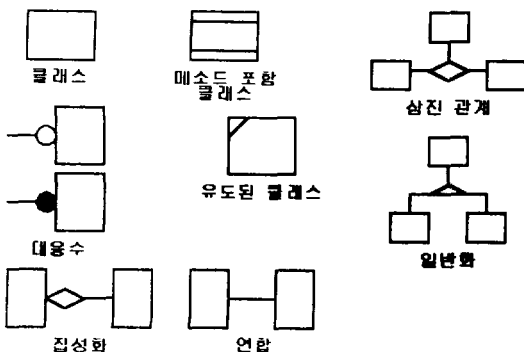 클래스
메소드 포함
클래스
삼진 관계
대응수
유도된 클래스
일반화
집성화
연합